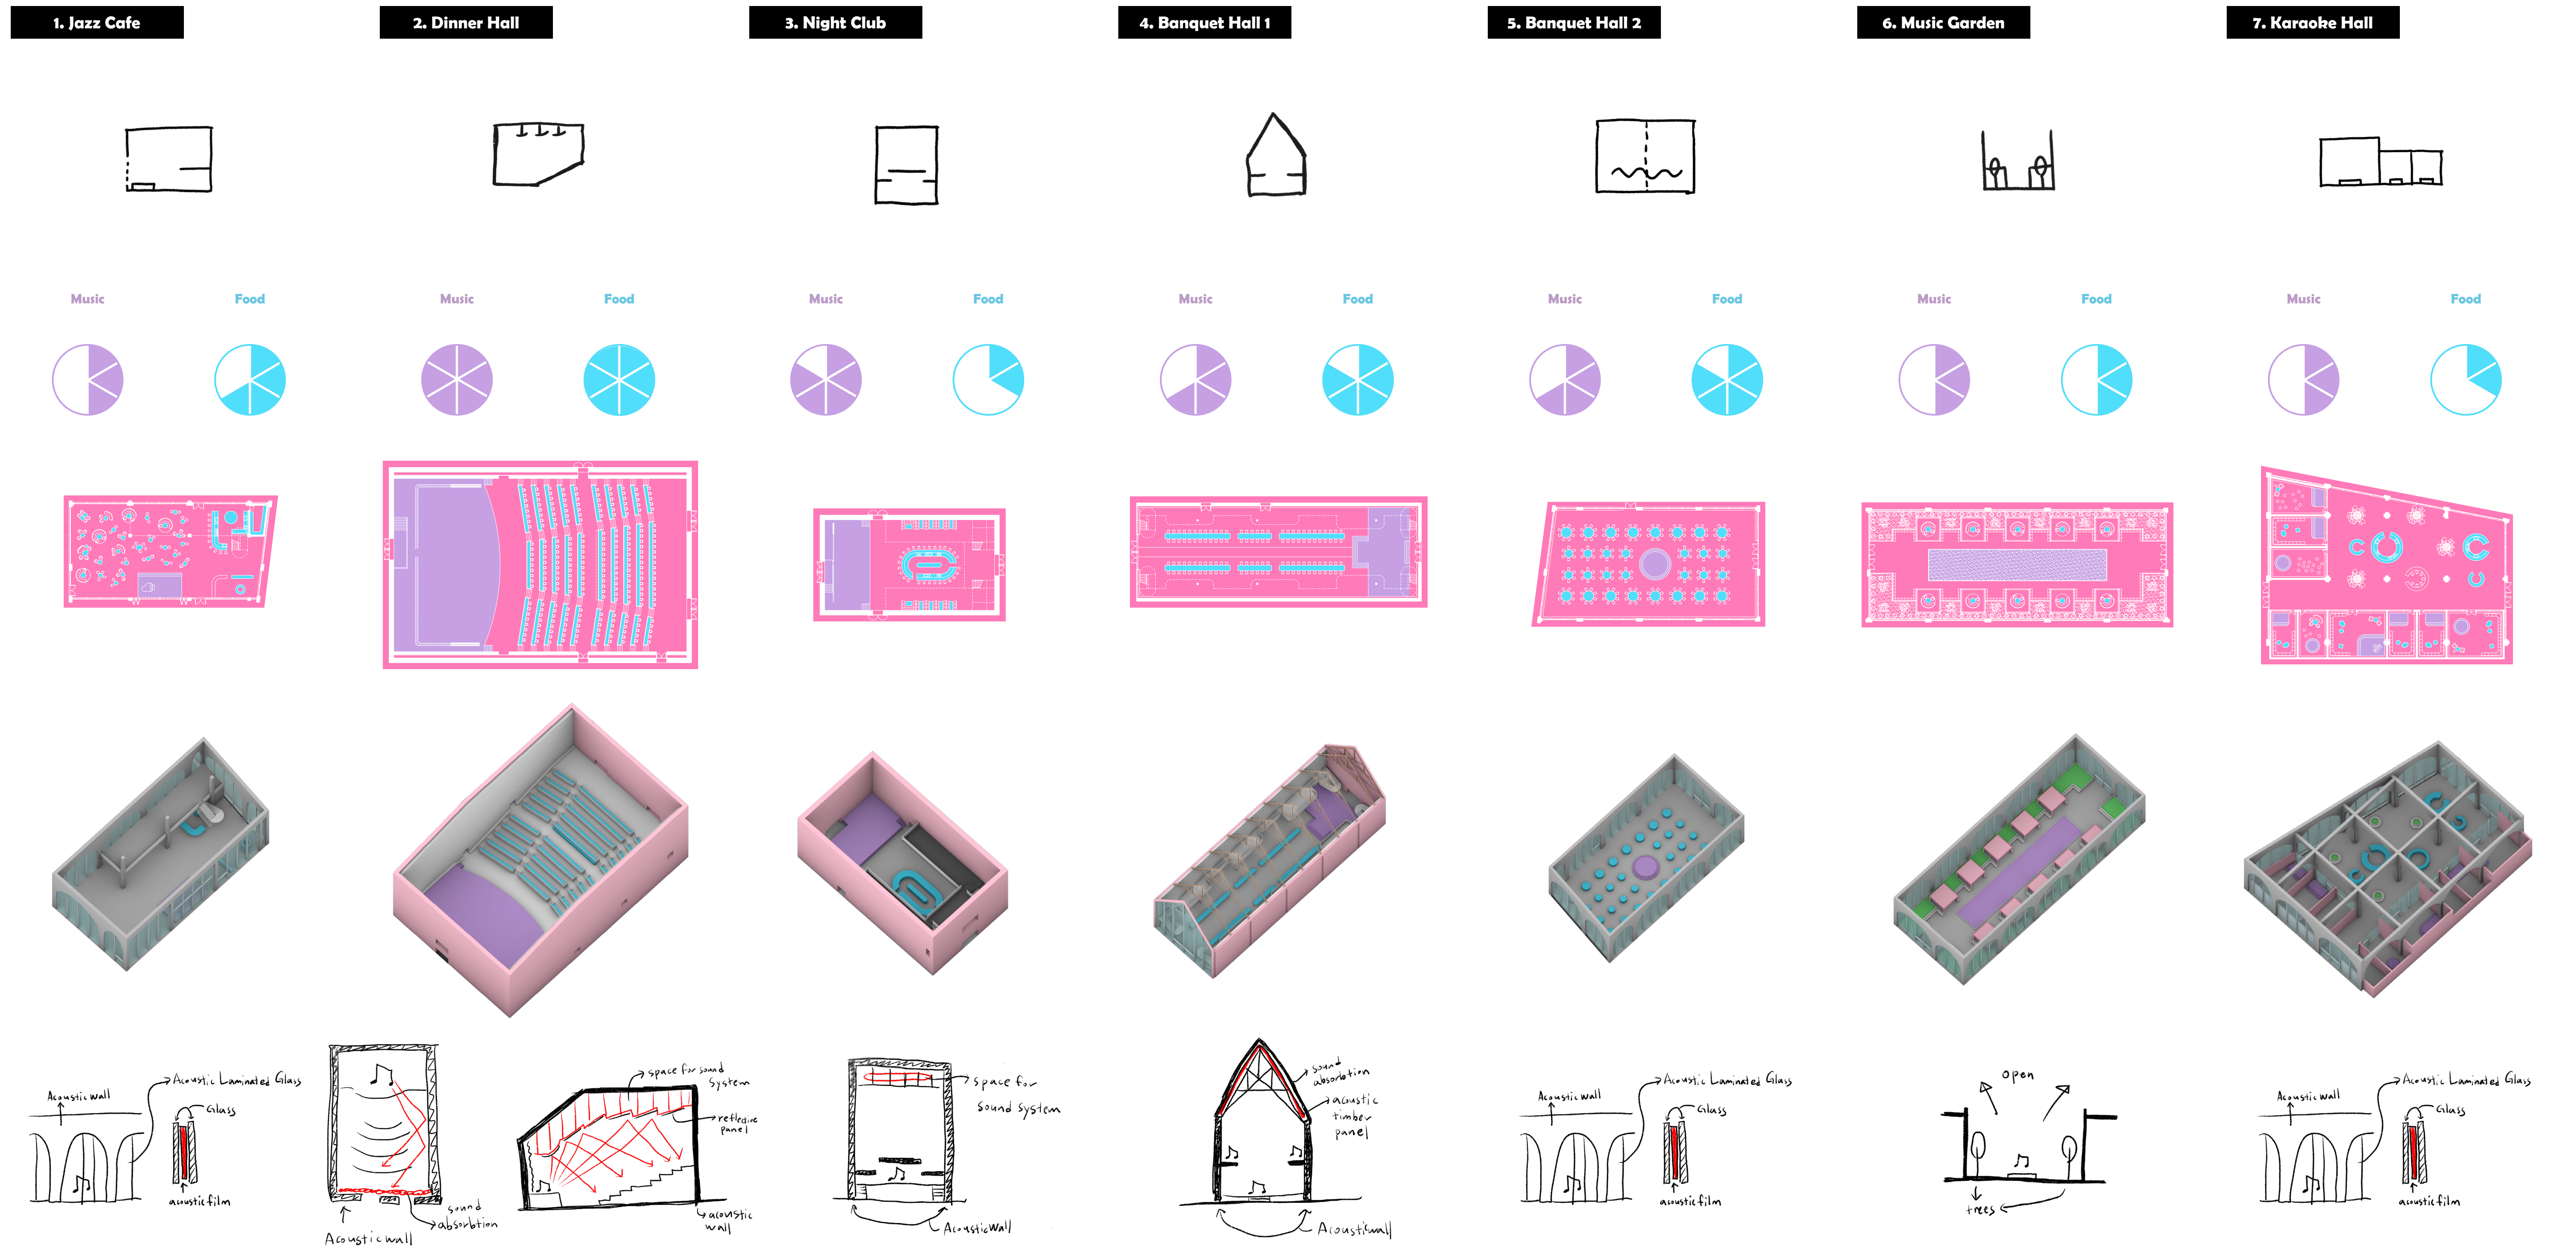 1. Jazz Cafe
2. Dinner Hall
3. Night Club
4. Banquet Hall 1
5. Banquet Hall 2
6. Music Garden
7. Karaoke Hall
Music Food
Music Food
Music Food
Music Food
Music Food
Music Food
Music Food
Acoustic wall
Acoustic Laminated Glass
Glass
acoustic film
sound
absorbtion
Acoustic wall
space for sound
System
reflective
panel
acoustic
wall
space for
sound system
Acoustic wall
sound
absorbtion
acoustic
timber
panel
Acoustic wall
Acoustic wall
Acoustic Laminated Glass
Glass
acoustic film
open
trees
Acoustic wall
Acoustic Laminated Glass
Glass
acoustic film